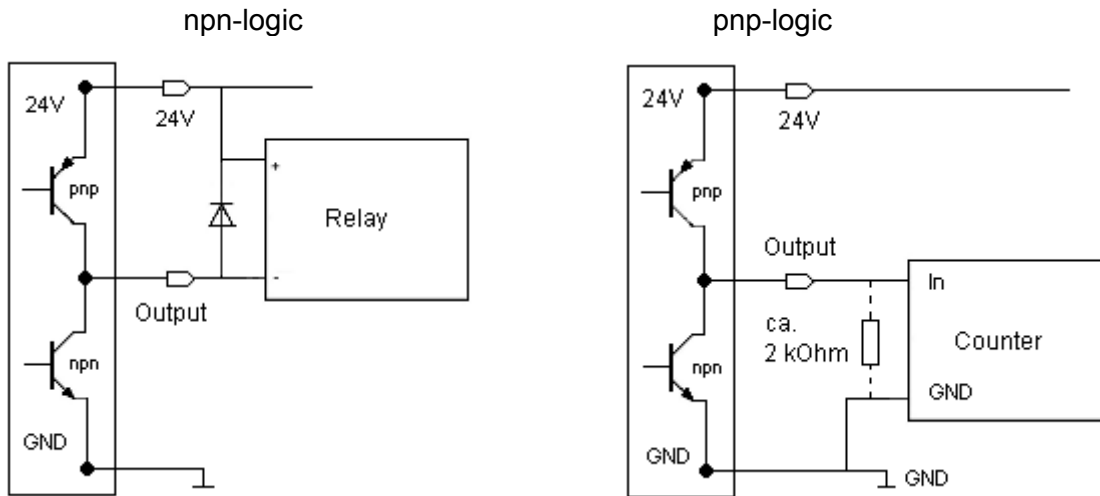 npn-logic
24V
24V
pnp
+
Relay
-
Output
npn
GND
pnp-logic
24V
24V
pnp
Output
In
ca.
2 kOhm
Counter
npn
GND
GND
GND